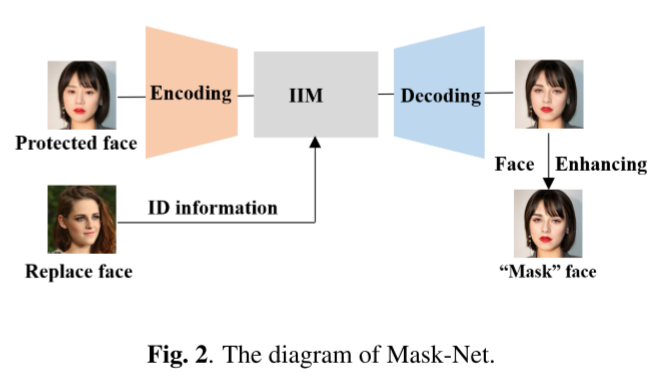 Encoding
IIM
Decoding
Protected face
Face Enhancing
ID information
Replace face
“Mask” face
Fig. 2. The diagram of Mask-Net.